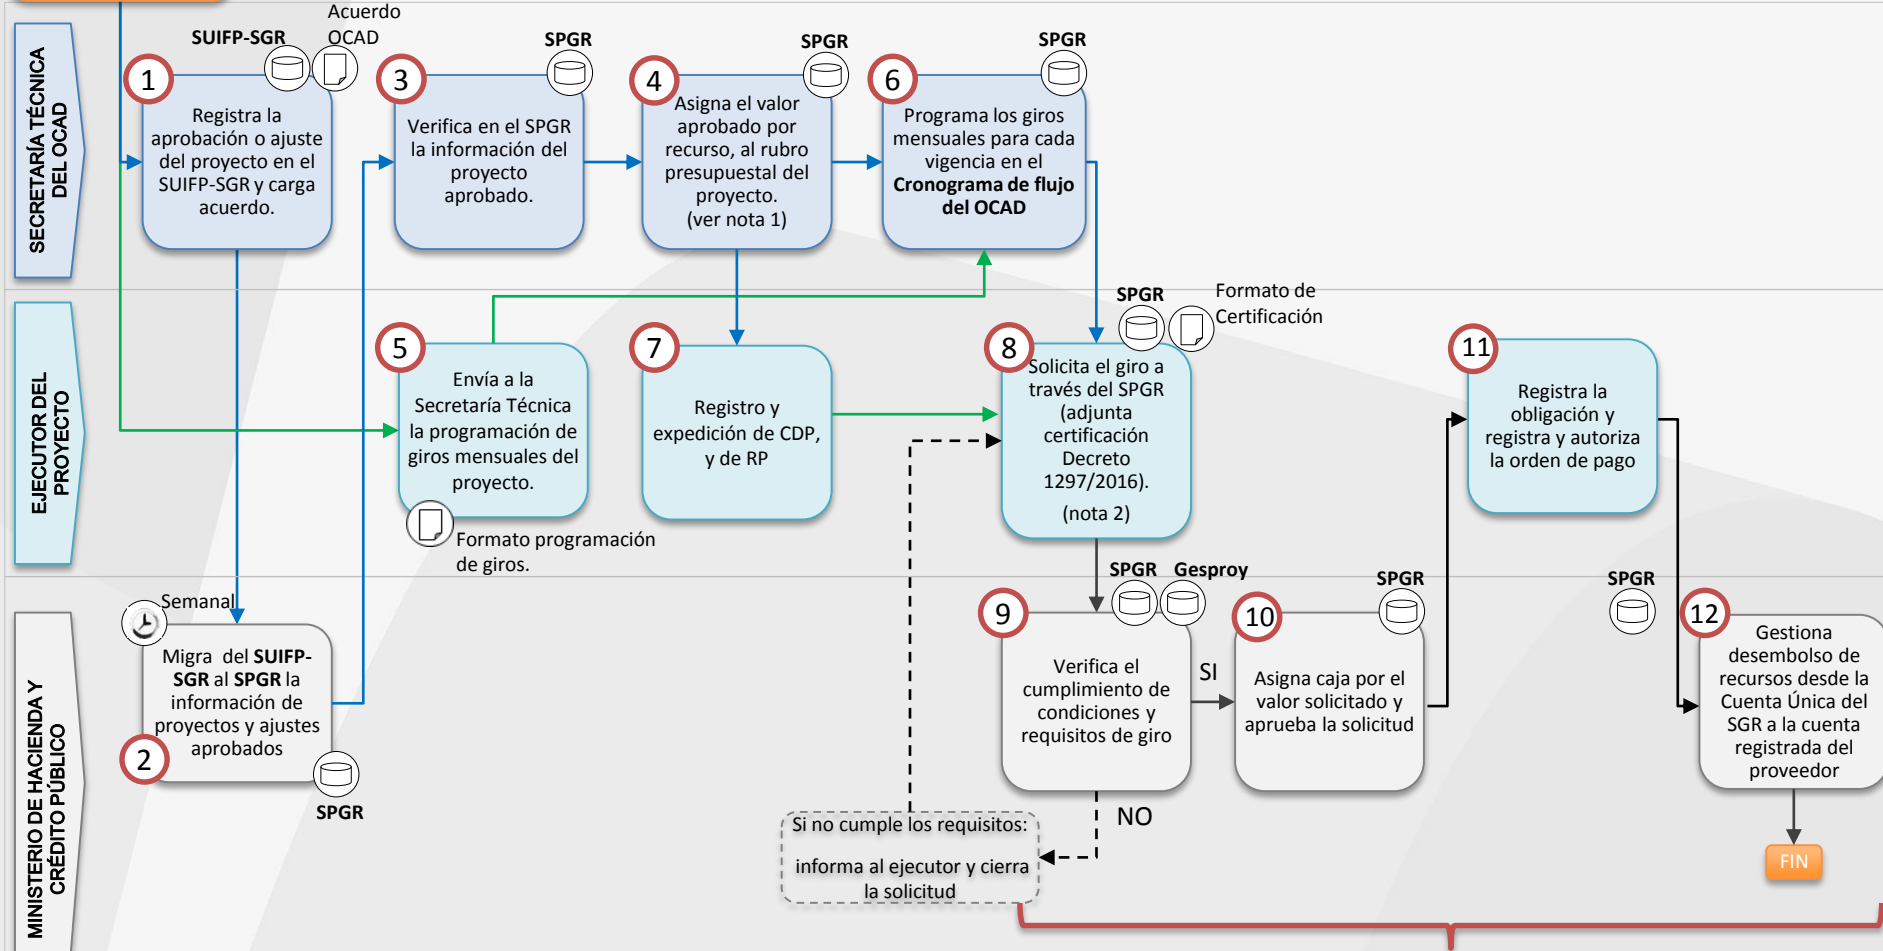 SECRETARÍA TÉCNICA
DEL OCAD
SUIFP-SGR
Acuerdo
OCAD
1
Registra la
aprobación o ajuste
del proyecto en el
SUIFP-SGR y carga
acuerdo.
SPGR
3
Verifica en el SPGR
la información del
proyecto
aprobado.
SPGR
4
Asigna el valor
aprobado por
recurso, al rubro
presupuestal del
proyecto.
(ver nota 1)
SPGR
6
Programa los giros
mensuales para cada
vigencia en el
Cronograma de flujo
del OCAD
EJECUTOR DEL
PROYECTO
5
Envía a la
Secretaría Técnica
la programación de
giros mensuales del
proyecto.
Formato programación
de giros.
7
Registro y
expedición de CDP,
y de RP
SPGR
Formato de
Certificación
8
Solicita el giro a
través del SPGR
(adjunta
certificación
Decreto
1297/2016).
(nota 2)
11
Registra la
obligación y
registra y autoriza
la orden de pago
MINISTERIO DE HACIENDA Y
CRÉDITO PÚBLICO
Semanal
Migra del SUIFP-
SGR al SPGR la
información de
proyectos y ajustes
aprobados
2
SPGR
SPGR
Gesproy
9
Verifica el
cumplimiento de
condiciones y
requisitos de giro
SI
NO
Si no cumple los requisitos:
informa al ejecutor y cierra
la solicitud
SPGR
10
Asigna caja por el
valor solicitado y
aprueba la solicitud
SPGR
12
Gestiona
desembolso de
recursos desde la
Cuenta Única del
SGR a la cuenta
registrada del
proveedor
FIN